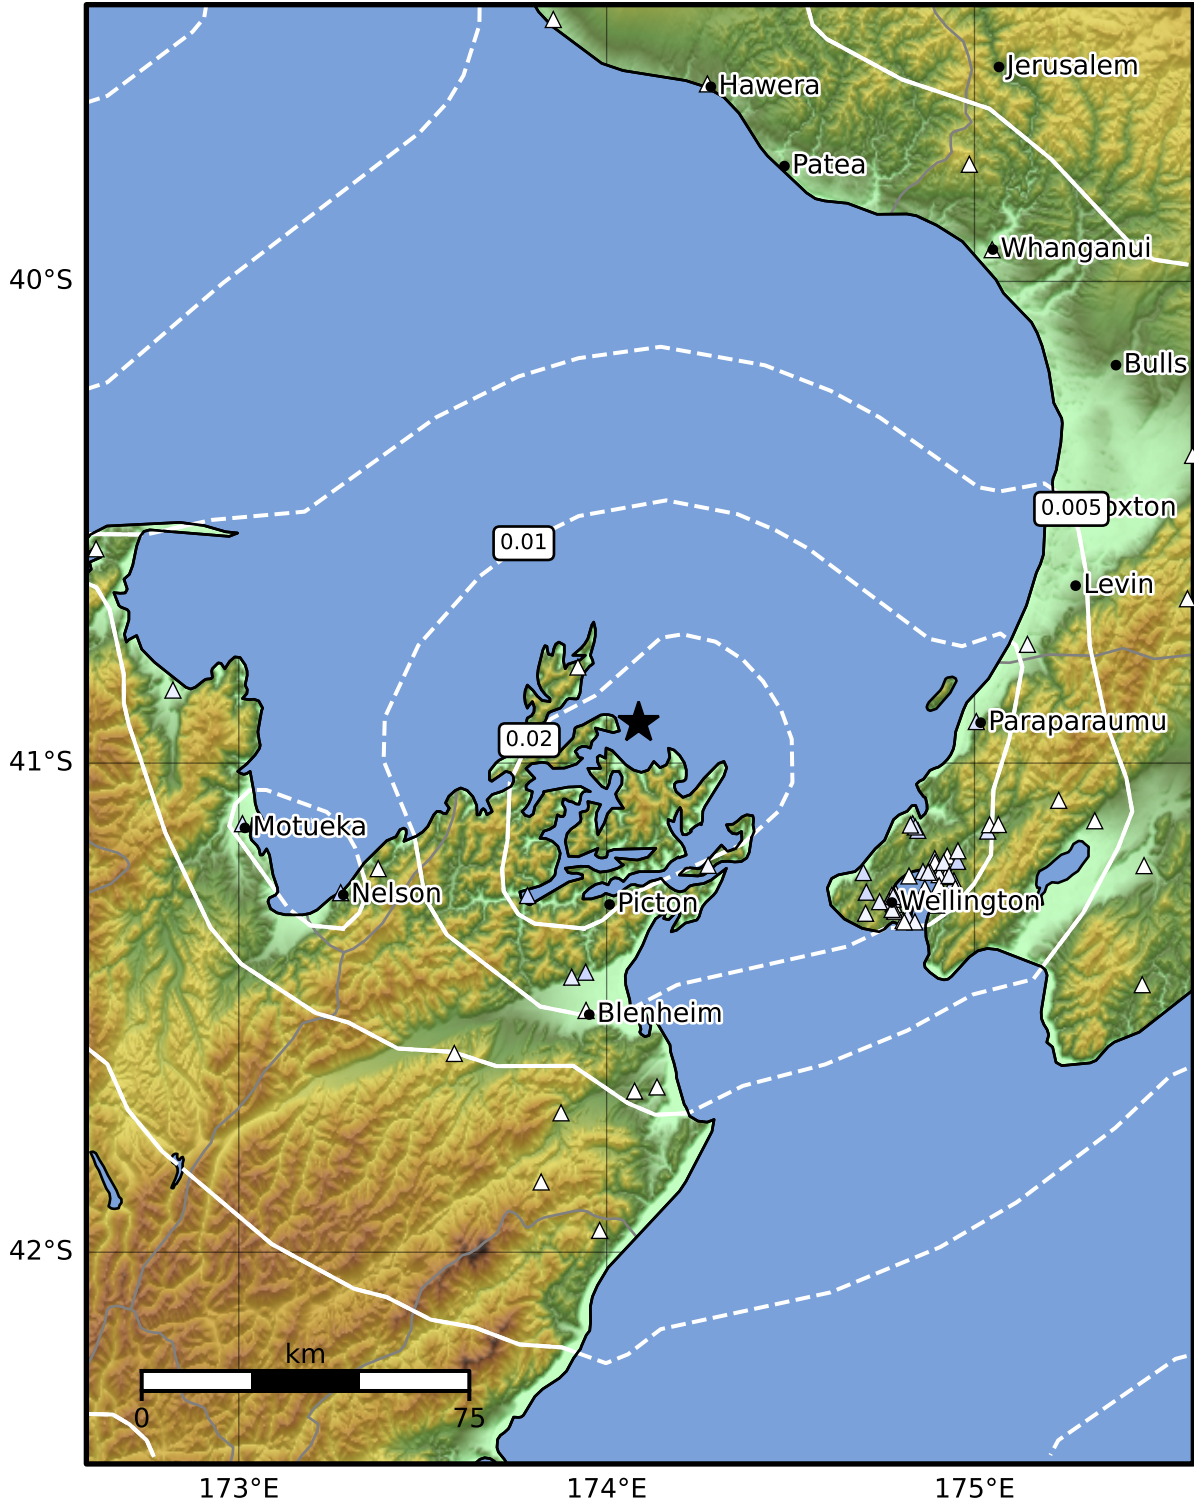 Jerusalem
Hawera
Patea
Whanganui
40°S
Bulls
0.005
oxton
0.01
Levin
Paraparaumu
0.02
41°S
Motueka
Nelson
Picton
Wellington
Blenheim
42°S
km
0
75
173°E
174°E
175°E